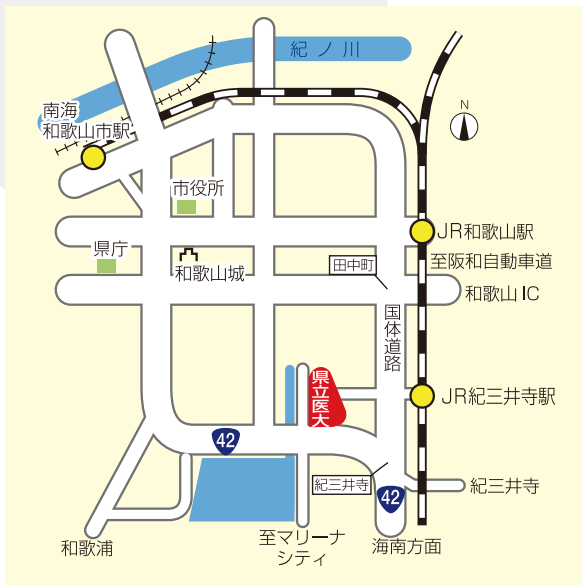 紀ノ川
N
南海
和歌山市駅
市役所
JR和歌山駅
県庁
和歌山城
田中町
至阪和自動車道
和歌山IC
国体道路
県立医大
JR紀三井寺駅
42
紀三井寺
42
紀三井寺
和歌浦
至マリーナ
シティ
海南方面